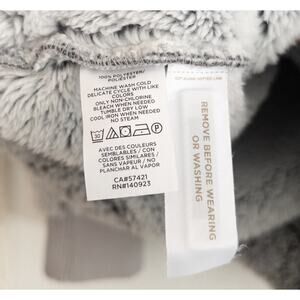 100% POLYESTER/
POLYESTER
MACHINE WASH COLD
DELICATE CYCLE WITH LIKE
COLORS
ONLY NON-CHLORINE
BLEACH WHEN NEEDED
TUMBLE DRY LOW
COOL IRON IF NEEDED
NO STEAM
30
AVEC DES COULEURS
SEMBLABLES / CON
COLORES SIMILARES /
SANS VAPEUR / NO
PLANCHAR AL VAPOR
CA#57421
RN#140923
REMOVE BEFORE WEARING
OR WASHING